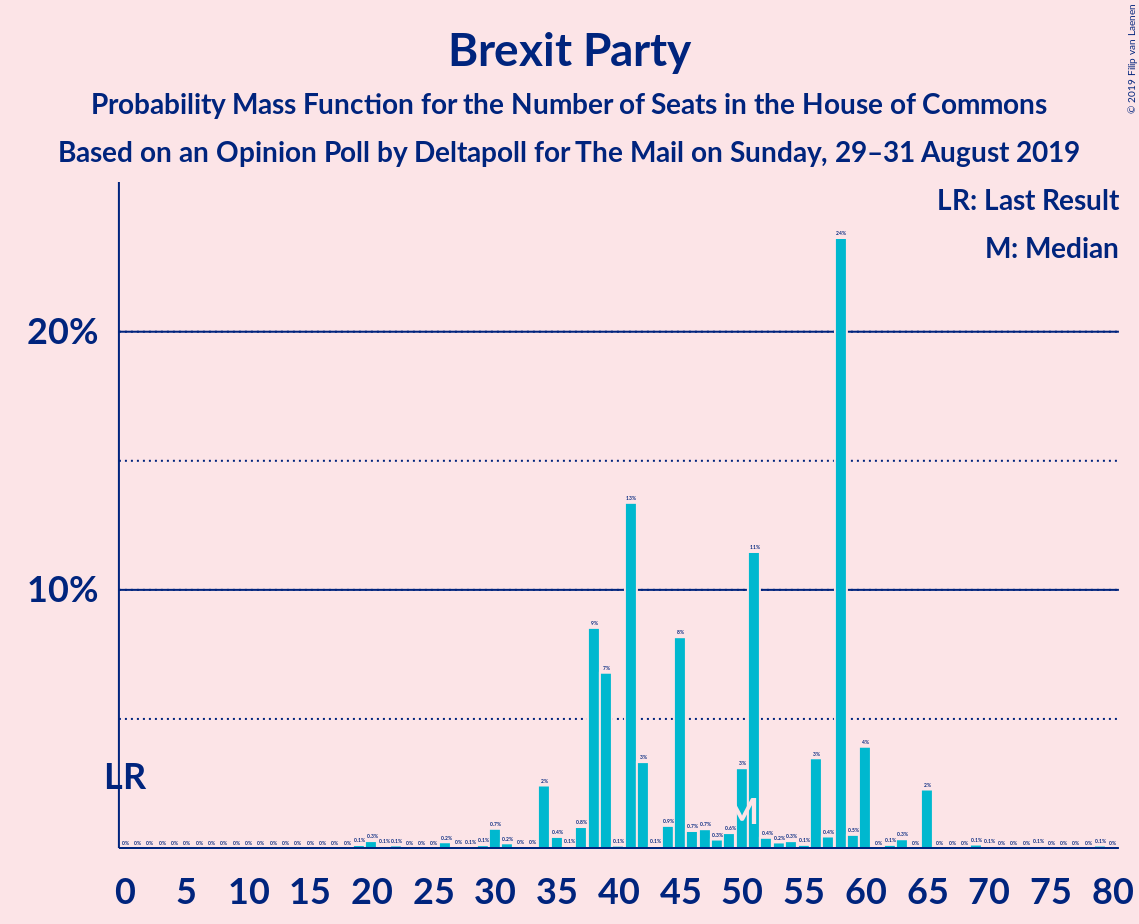 Brexit Party
Probability Mass Function for the Number of Seats in the House of Commons
Based on an Opinion Poll by Deltapoll for The Mail on Sunday, 29–31 August 2019
© 2019 Filip van Laenen
LR: Last Result
M: Median
24%
20%
13%
11%
10%
9%
8%
7%
4%
3%
3%
3%
2%
2%
LR
M
0 5 10 15 20 25 30 35 40 45 50 55 60 65 70 75 80